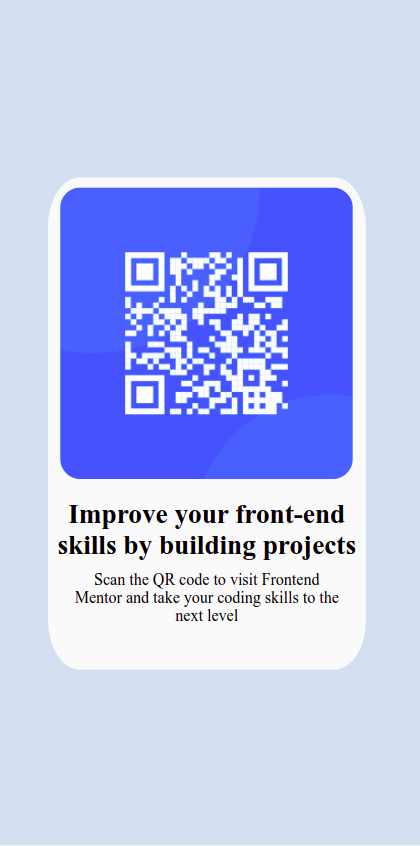 Improve your front-end
skills by building projects
Scan the QR code to visit Frontend
Mentor and take your coding skills to the
next level